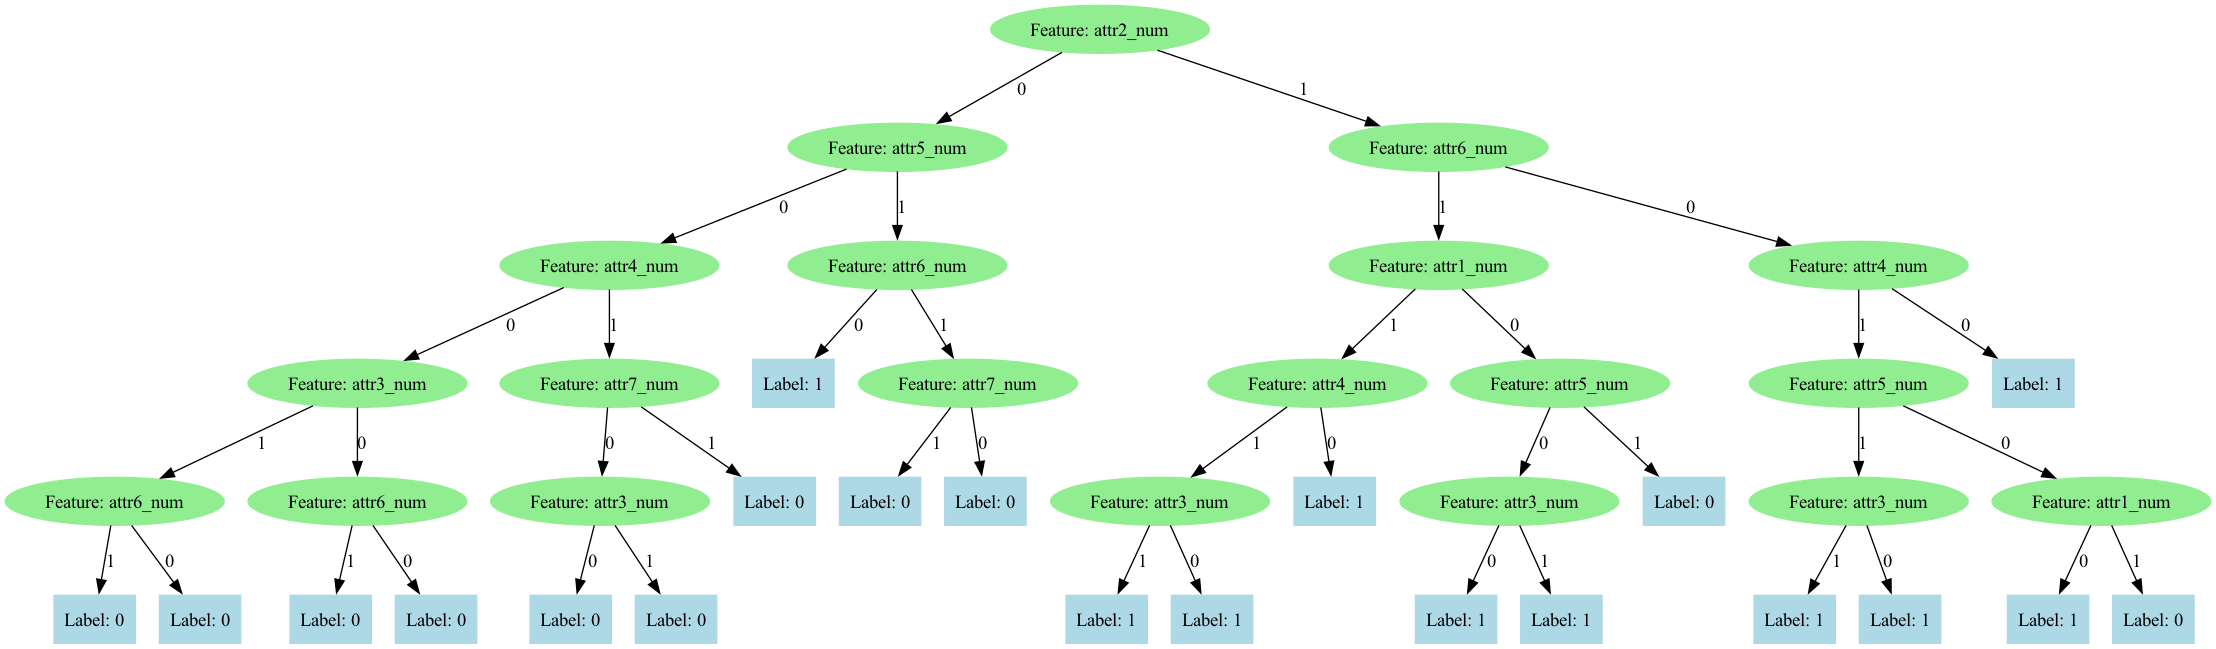 Feature: attr2_num
0
1
Feature: attr5_num
Feature: attr6_num
0
1
1
0
Feature: attr4_num
Feature: attr6_num
Feature: attr1_num
Feature: attr4_num
0
1
0
1
1
0
1
0
Feature: attr3_num
Feature: attr7_num
Label: 1
Feature: attr7_num
Feature: attr4_num
Feature: attr5_num
Feature: attr5_num
Label: 1
1
0
0
1
1
0
1
0
0
1
1
0
Feature: attr6_num
Feature: attr6_num
Feature: attr3_num
Label: 0
Label: 0
Label: 0
Feature: attr3_num
Label: 1
Feature: attr3_num
Label: 0
Feature: attr3_num
Feature: attr1_num
1
0
1
0
0
1
1
0
0
1
1
0
0
1
Label: 0
Label: 0
Label: 0
Label: 0
Label: 0
Label: 0
Label: 1
Label: 1
Label: 1
Label: 1
Label: 1
Label: 1
Label: 1
Label: 0